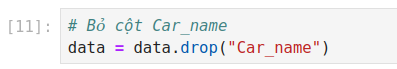 [11]: # Bỏ cột Car_name
data = data.drop("Car_name")